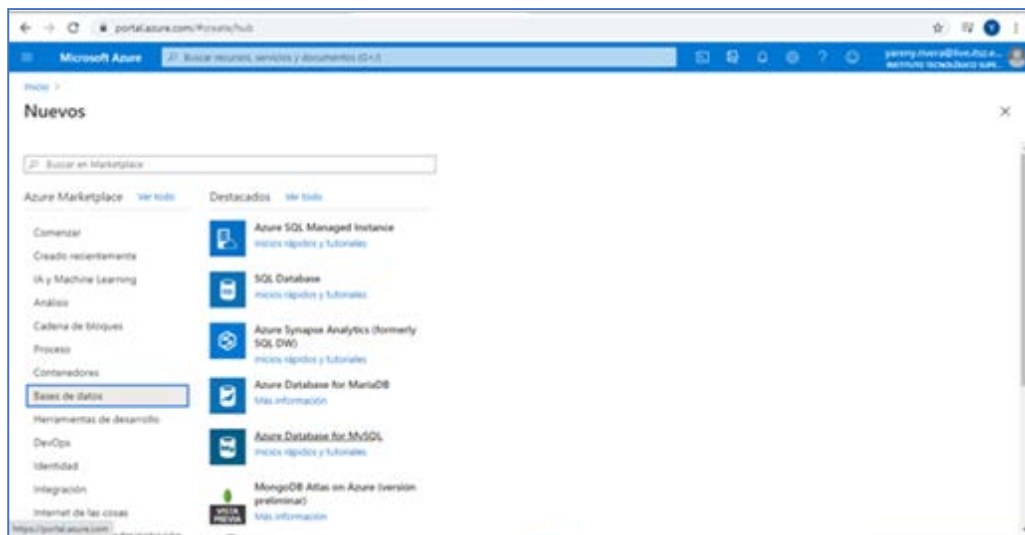 portal.azure.com/#create/hub
Microsoft Azure
Buscar recursos, servicios y documentos (G+/)
INSTITUTO TECNOLÓGICO SUPE...
Inicio >
Nuevos
Buscar en Marketplace
Azure Marketplace Ver todo
Destacados Ver todo
Comenzar
Creado recientemente
IA y Machine Learning
Análisis
Cadena de bloques
Proceso
Contenedores
Bases de datos
Herramientas de desarrollo
DevOps
Identidad
Integración
Internet de las cosas
https://portal.azure.com
Azure SQL Managed Instance
Inicios rápidos y tutoriales
SQL Database
Inicios rápidos y tutoriales
Azure Synapse Analytics (formerly
SQL DW)
Inicios rápidos y tutoriales
Azure Database for MariaDB
Más información
Azure Database for MySQL
Inicios rápidos y tutoriales
MongoDB Atlas on Azure (versión
preliminar)
Más información
VISTA
PREVIA